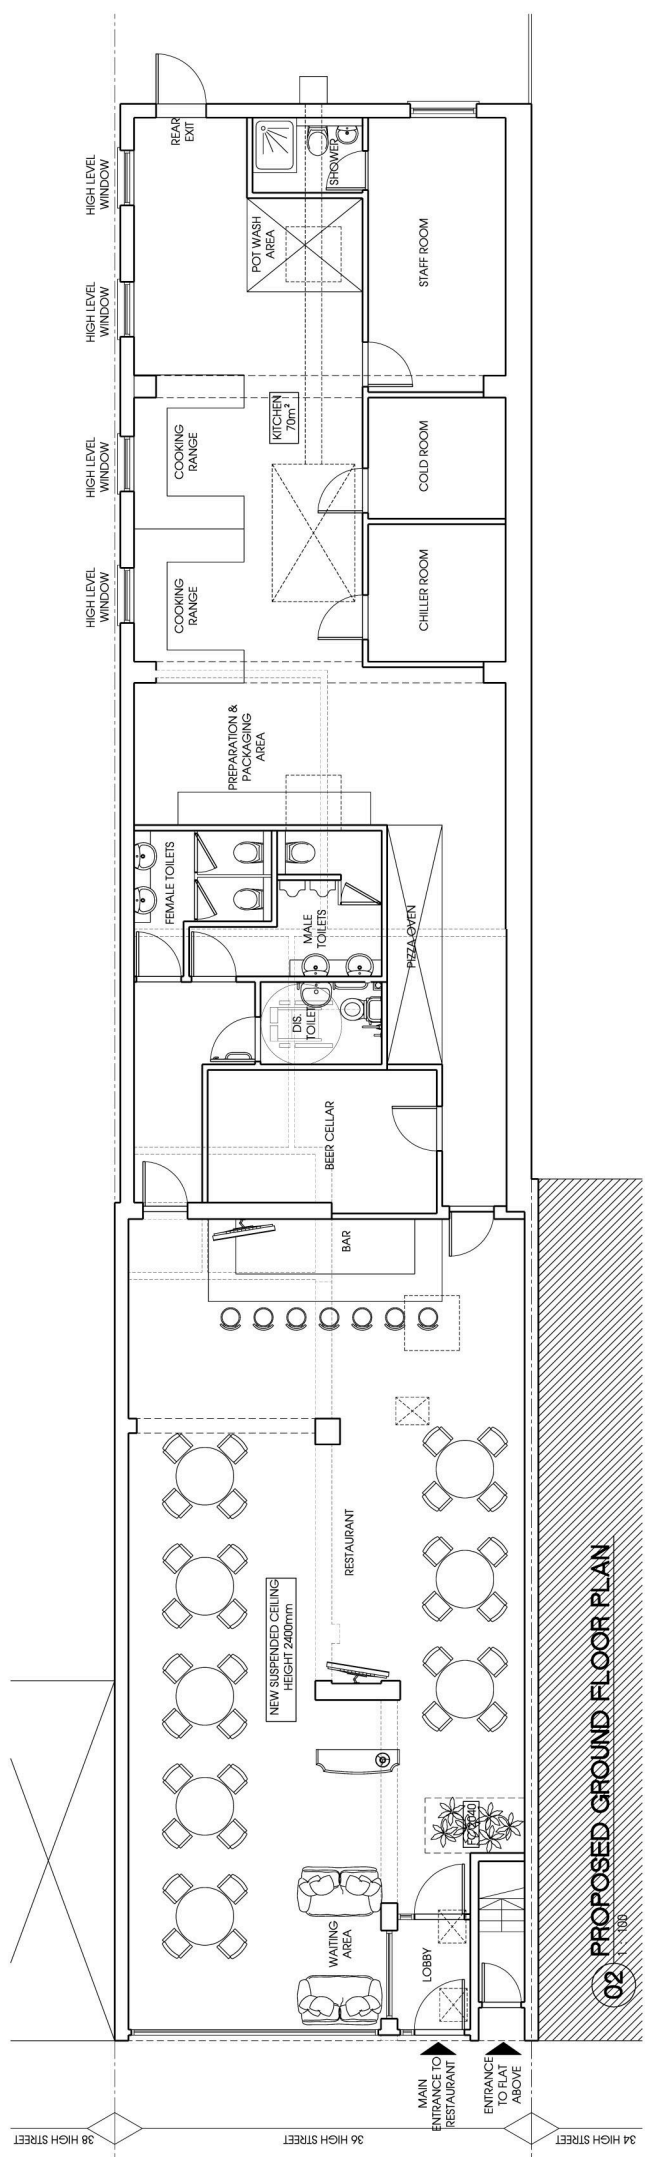 REAR
EXIT
HIGH LEVEL
WINDOW
HIGH LEVEL
WINDOW
HIGH LEVEL
WINDOW
HIGH LEVEL
WINDOW
SHOWER
POT WASH
AREA
STAFF ROOM
KITCHEN
70m²
COOKING
RANGE
COOKING
RANGE
COLD ROOM
CHILLER ROOM
PREPARATION &
PACKAGING
AREA
FEMALE TOILETS
MALE
TOILETS
PIZZA OVEN
DIS.
TOILET
BEER CELLAR
BAR
RESTAURANT
NEW SUSPENDED CEILING
HEIGHT 2400mm
WAITING
AREA
LOBBY
MAIN
ENTRANCE TO
RESTAURANT
ENTRANCE
TO FLAT
ABOVE
38 HIGH STREET
36 HIGH STREET
34 HIGH STREET
02 PROPOSED GROUND FLOOR PLAN
1 : 100